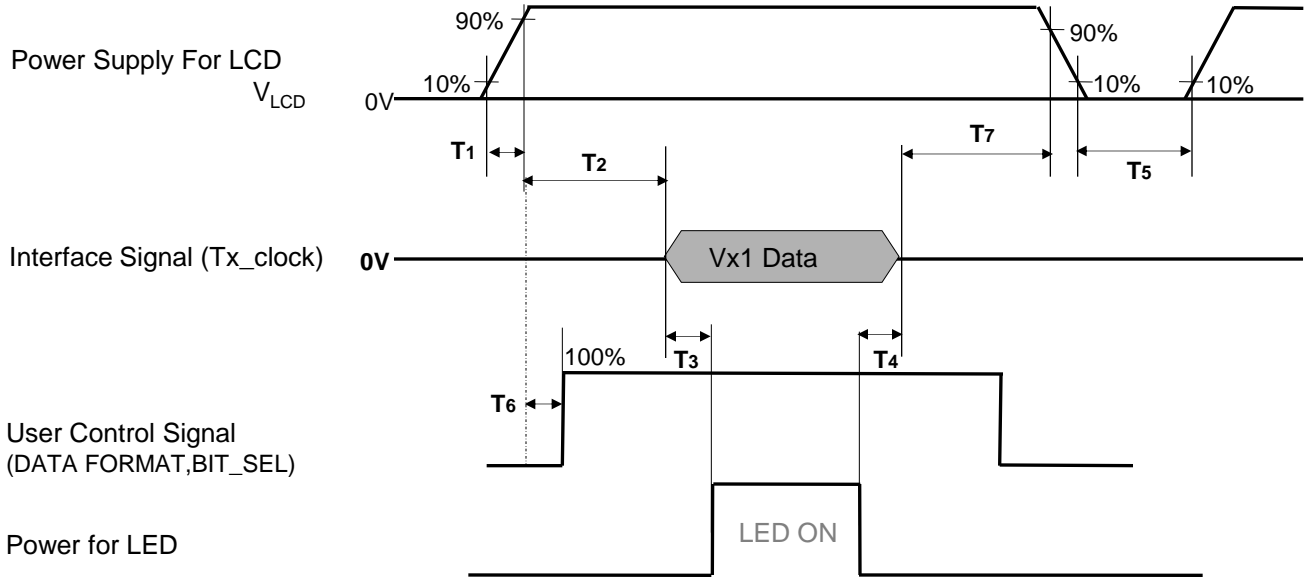 90%
90%
Power Supply For LCD
VLCD
10%
10%
10%
0V
T1
T2
T7
T5
Interface Signal (Tx_clock)
0V
Vx1 Data
100%
T3
T4
T6
User Control Signal
(DATA FORMAT,BIT_SEL)
LED ON
Power for LED